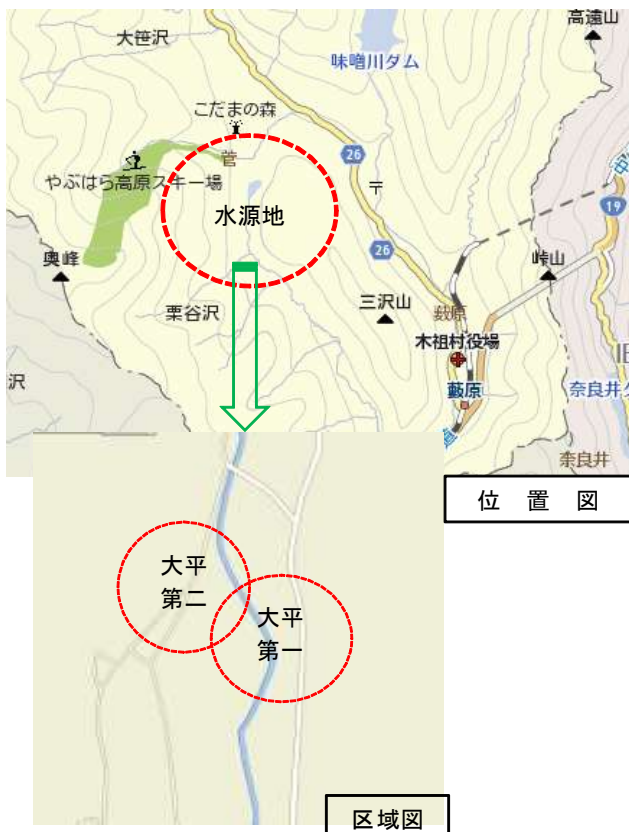 高遠山
大笹沢
味噌川ダム
こだまの森
菅
26
やぶはら高原スキー場
〒
19
水源地
26
奥峰
峠山
三沢山
栗谷沢
薮原
木祖村役場
沢
藪原
奈良井ダ
奈良井
位 置 図
大平
第二
大平
第一
区域図